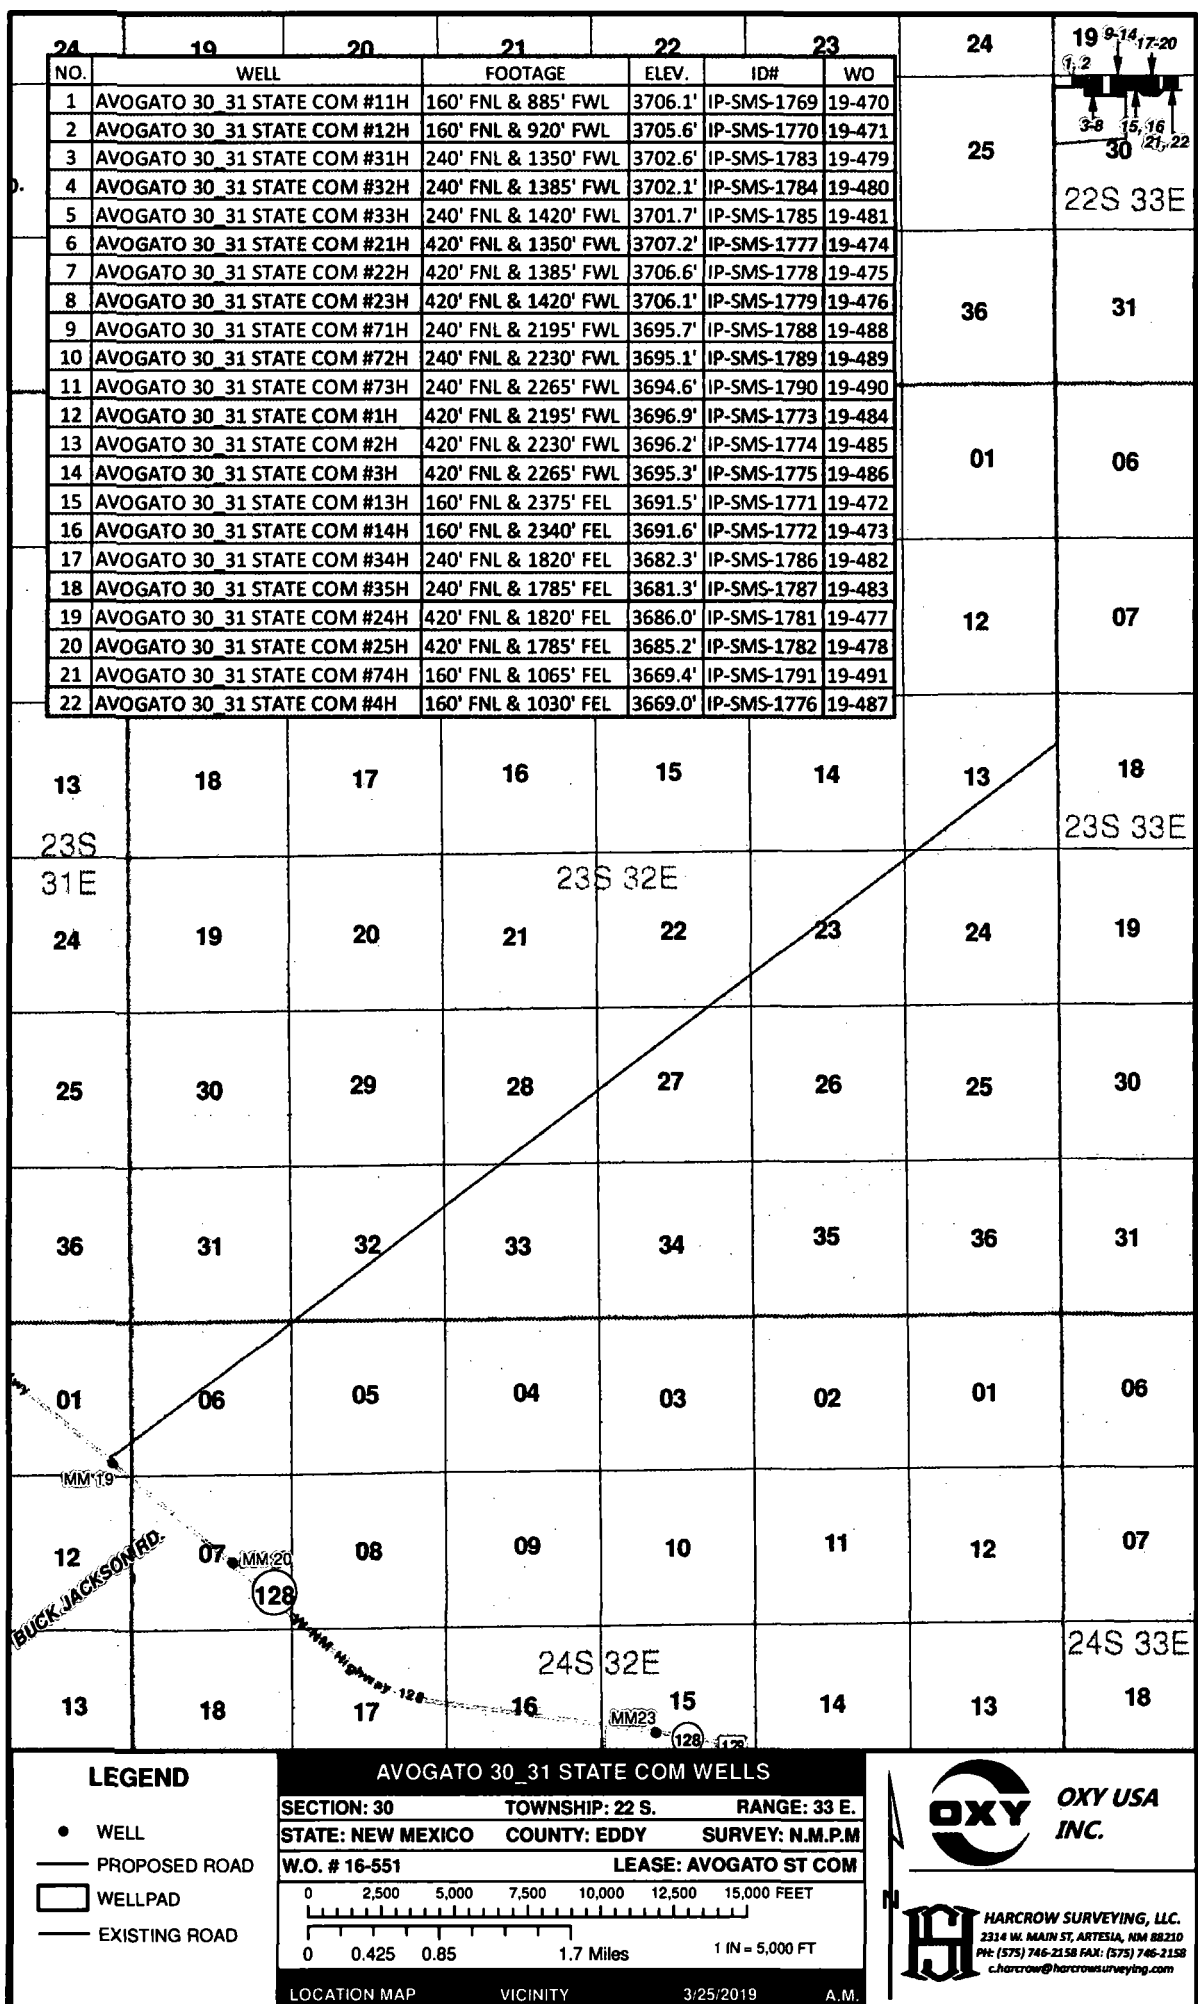 24 19 20 21 22 23 24 19 9-14 17-20
1, 2
3-8 15, 16
21, 22
25 30
22S 33E
NO. WELL FOOTAGE ELEV. ID# WO
1 AVOGATO 30_31 STATE COM #11H 160' FNL & 885' FWL 3706.1' IP-SMS-1769 19-470
2 AVOGATO 30_31 STATE COM #12H 160' FNL & 920' FWL 3705.6' IP-SMS-1770 19-471
3 AVOGATO 30_31 STATE COM #31H 240' FNL & 1350' FWL 3702.6' IP-SMS-1783 19-479
4 AVOGATO 30_31 STATE COM #32H 240' FNL & 1385' FWL 3702.1' IP-SMS-1784 19-480
5 AVOGATO 30_31 STATE COM #33H 240' FNL & 1420' FWL 3701.7' IP-SMS-1785 19-481
6 AVOGATO 30_31 STATE COM #21H 420' FNL & 1350' FWL 3707.2' IP-SMS-1777 19-474
7 AVOGATO 30_31 STATE COM #22H 420' FNL & 1385' FWL 3706.6' IP-SMS-1778 19-475
8 AVOGATO 30_31 STATE COM #23H 420' FNL & 1420' FWL 3706.1' IP-SMS-1779 19-476
9 AVOGATO 30_31 STATE COM #71H 240' FNL & 2195' FWL 3695.7' IP-SMS-1788 19-488
10 AVOGATO 30_31 STATE COM #72H 240' FNL & 2230' FWL 3695.1' IP-SMS-1789 19-489
11 AVOGATO 30_31 STATE COM #73H 240' FNL & 2265' FWL 3694.6' IP-SMS-1790 19-490
12 AVOGATO 30_31 STATE COM #1H 420' FNL & 2195' FWL 3696.9' IP-SMS-1773 19-484
13 AVOGATO 30_31 STATE COM #2H 420' FNL & 2230' FWL 3696.2' IP-SMS-1774 19-485
14 AVOGATO 30_31 STATE COM #3H 420' FNL & 2265' FWL 3695.3' IP-SMS-1775 19-486
15 AVOGATO 30_31 STATE COM #13H 160' FNL & 2375' FEL 3691.5' IP-SMS-1771 19-472
16 AVOGATO 30_31 STATE COM #14H 160' FNL & 2340' FEL 3691.6' IP-SMS-1772 19-473
17 AVOGATO 30_31 STATE COM #34H 240' FNL & 1820' FEL 3682.3' IP-SMS-1786 19-482
18 AVOGATO 30_31 STATE COM #35H 240' FNL & 1785' FEL 3681.3' IP-SMS-1787 19-483
19 AVOGATO 30_31 STATE COM #24H 420' FNL & 1820' FEL 3686.0' IP-SMS-1781 19-477
20 AVOGATO 30_31 STATE COM #25H 420' FNL & 1785' FEL 3685.2' IP-SMS-1782 19-478
21 AVOGATO 30_31 STATE COM #74H 160' FNL & 1065' FEL 3669.4' IP-SMS-1791 19-491
22 AVOGATO 30_31 STATE COM #4H 160' FNL & 1030' FEL 3669.0' IP-SMS-1776 19-487
36 31
01 06
12 07
13 18 17 16 15 14 13 18
23S
31E
23S 32E
23S 33E
24 19 20 21 22 23 24 19
25 30 29 28 27 26 25 30
36 31 32 33 34 35 36 31
01 06 05 04 03 02 01 06
MM 19
12 07 08 09 10 11 12 07
MM 20
128
BUCK JACKSON RD.
W NM Highway 128
24S 32E
24S 33E
13 18 17 16 15 14 13 18
MM23
128
128
LEGEND
WELL
PROPOSED ROAD
WELLPAD
EXISTING ROAD
AVOGATO 30_31 STATE COM WELLS
SECTION: 30 TOWNSHIP: 22 S. RANGE: 33 E.
STATE: NEW MEXICO COUNTY: EDDY SURVEY: N.M.P.M
W.O. # 16-551 LEASE: AVOGATO ST COM
0 2,500 5,000 7,500 10,000 12,500 15,000 FEET
0 0.425 0.85 1.7 Miles 1 IN = 5,000 FT
LOCATION MAP VICINITY 3/25/2019 A.M.
N
OXY
OXY USA
INC.
HARCROW SURVEYING, LLC.
2314 W. MAIN ST, ARTESIA, NM 88210
PH: (575) 746-2158 FAX: (575) 746-2158
c.harcrow@harcrowsurveying.com